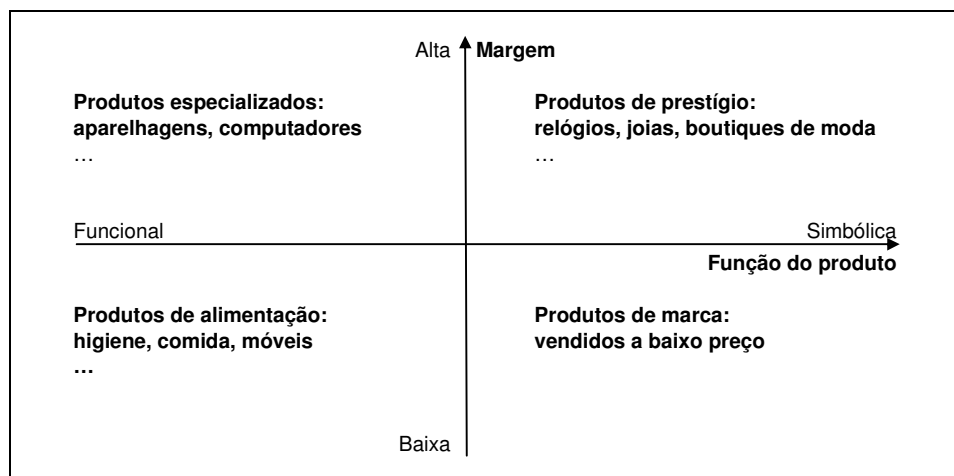 Alta Margem
Produtos especializados:
aparelhagens, computadores
…
Produtos de prestígio:
relógios, joias, boutiques de moda
…
Funcional
Simbólica
Função do produto
Produtos de alimentação:
higiene, comida, móveis
…
Produtos de marca:
vendidos a baixo preço
Baixa